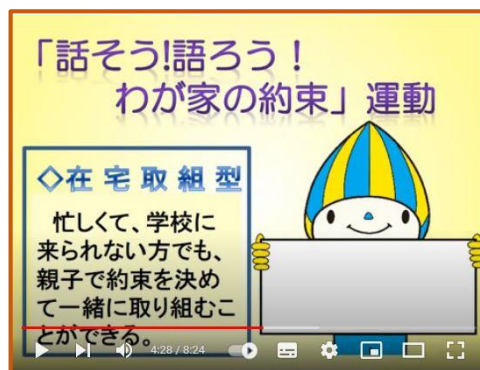 「話そう!語ろう！
わが家の約束」運動
◇在宅取組型
忙しくて、学校に
来られない方でも、
親子で約束を決め
て一緒に取り組むこ
とができる。
4:28 / 8:24